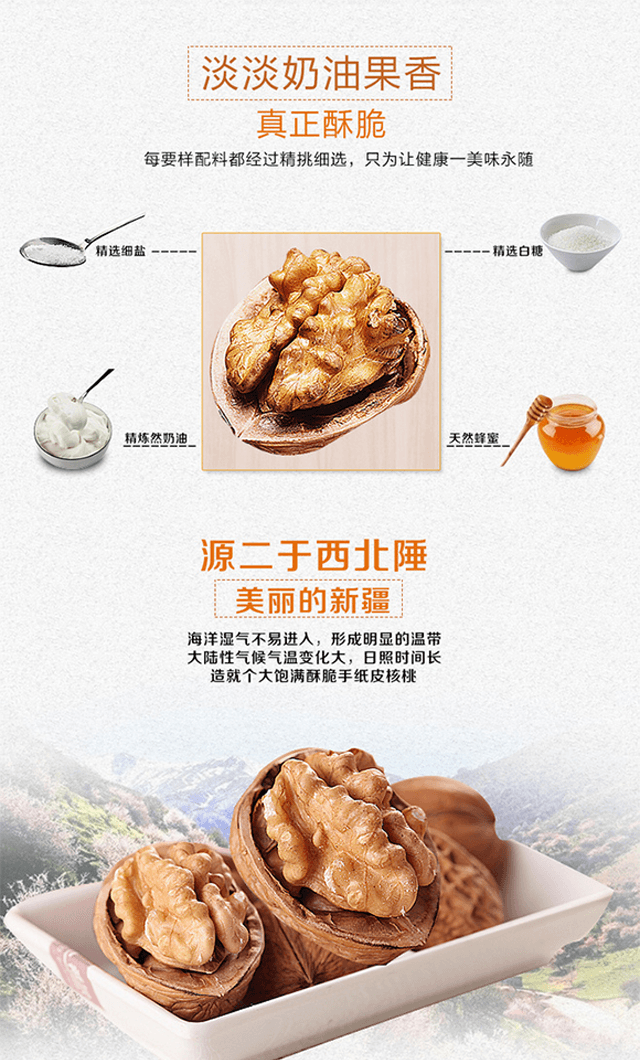 淡淡奶油果香
真正酥脆
每要样配料都经过精挑细选，只为让健康一美味永随
精选细盐
精选白糖
精炼然奶油
天然蜂蜜
源二于西北陲
美丽的新疆
海洋湿气不易进入，形成明显的温带
大陆性气候气温变化大，日照时间长
造就个大饱满酥脆手纸皮核桃